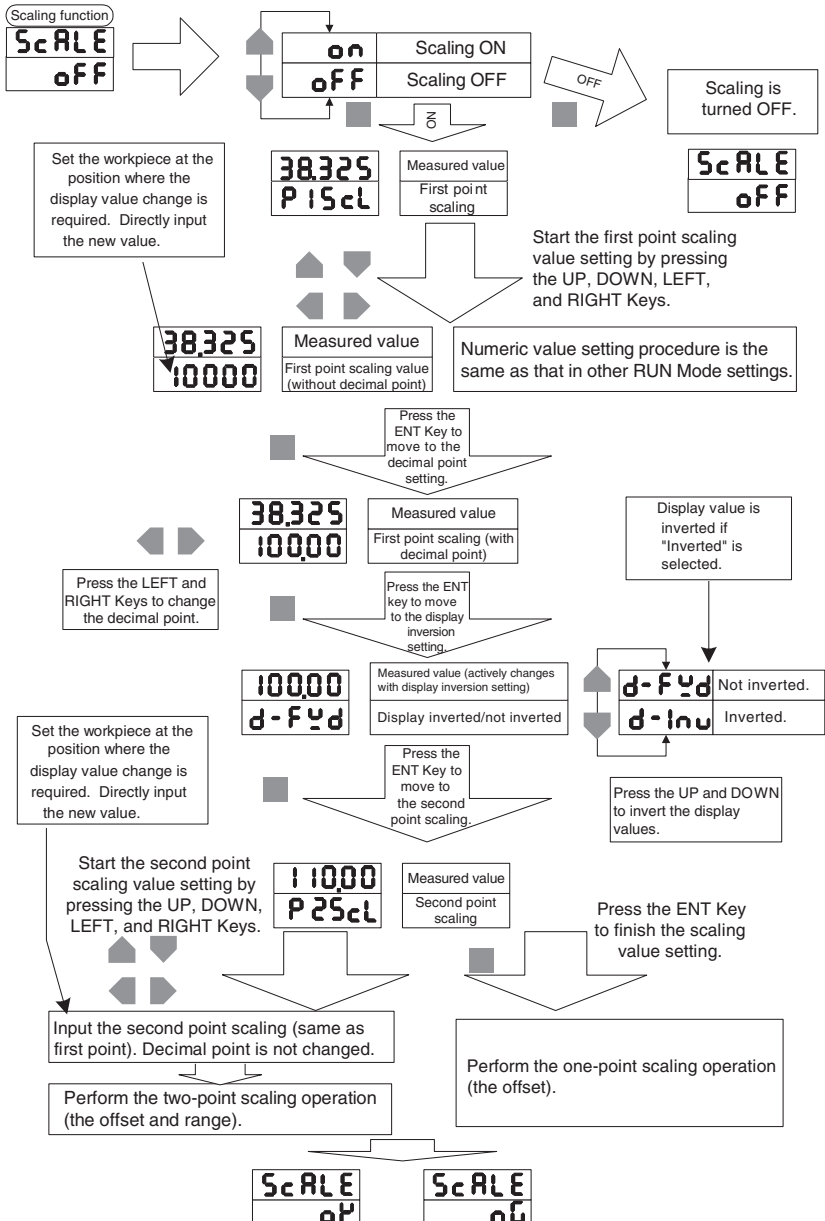 Scaling function
ScALE
oFF
on
Scaling ON
oFF
Scaling OFF
OFF
Scaling is
turned OFF.
ScALE
oFF
ON
38.325
Measured value
P1ScL
First point
scaling
Set the workpiece at the
position where the
display value change is
required. Directly input
the new value.
Start the first point scaling
value setting by pressing
the UP, DOWN, LEFT,
and RIGHT Keys.
38.325
Measured value
10000
First point scaling value
(without decimal point)
Numeric value setting procedure is the
same as that in other RUN Mode settings.
Press the
ENT Key to
move to the
decimal point
setting.
38.325
Measured value
100.00
First point scaling (with
decimal point)
Press the LEFT and
RIGHT Keys to change
the decimal point.
Display value is
inverted if
"Inverted" is
selected.
Press the ENT
key to move
to the display
inversion
setting.
100.00
Measured value (actively changes
with display inversion setting)
d-Fwd
Display inverted/not inverted
d-Fwd
Not inverted.
d-Inv
Inverted.
Press the UP and DOWN
to invert the display
values.
Set the workpiece at the
position where the
display value change is
required. Directly input
the new value.
Press the
ENT Key to
move to
the second
point scaling.
Start the second point
scaling value setting by
pressing the UP, DOWN,
LEFT, and RIGHT Keys.
110.00
Measured value
P2ScL
Second point
scaling
Press the ENT Key
to finish the scaling
value setting.
Input the second point scaling (same as
first point). Decimal point is not changed.
Perform the two-point scaling operation
(the offset and range).
Perform the one-point scaling operation
(the offset).
ScALE
ScALE